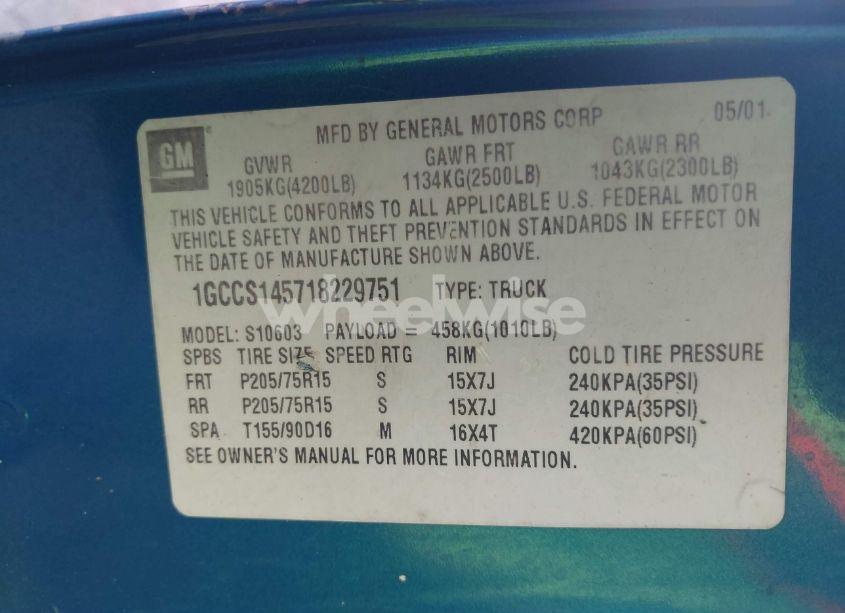 MFD BY GENERAL MOTORS CORP 05/01
GM
GVWR GAWR FRT GAWR RR
1905KG(4200LB) 1134KG(2500LB) 1043KG(2300LB)
THIS VEHICLE CONFORMS TO ALL APPLICABLE U.S. FEDERAL MOTOR
VEHICLE SAFETY AND THEFT PREVENTION STANDARDS IN EFFECT ON
THE DATE OF MANUFACTURE SHOWN ABOVE.
1GCCS145718229751 TYPE: TRUCK
wheelwise
MODEL: S10603 PAYLOAD = 458KG(1010LB)
SPBS TIRE SIZE SPEED RTG RIM COLD TIRE PRESSURE
FRT P205/75R15 S 15X7J 240KPA(35PSI)
RR P205/75R15 S 15X7J 240KPA(35PSI)
SPA T155/90D16 M 16X4T 420KPA(60PSI)
SEE OWNER'S MANUAL FOR MORE INFORMATION.